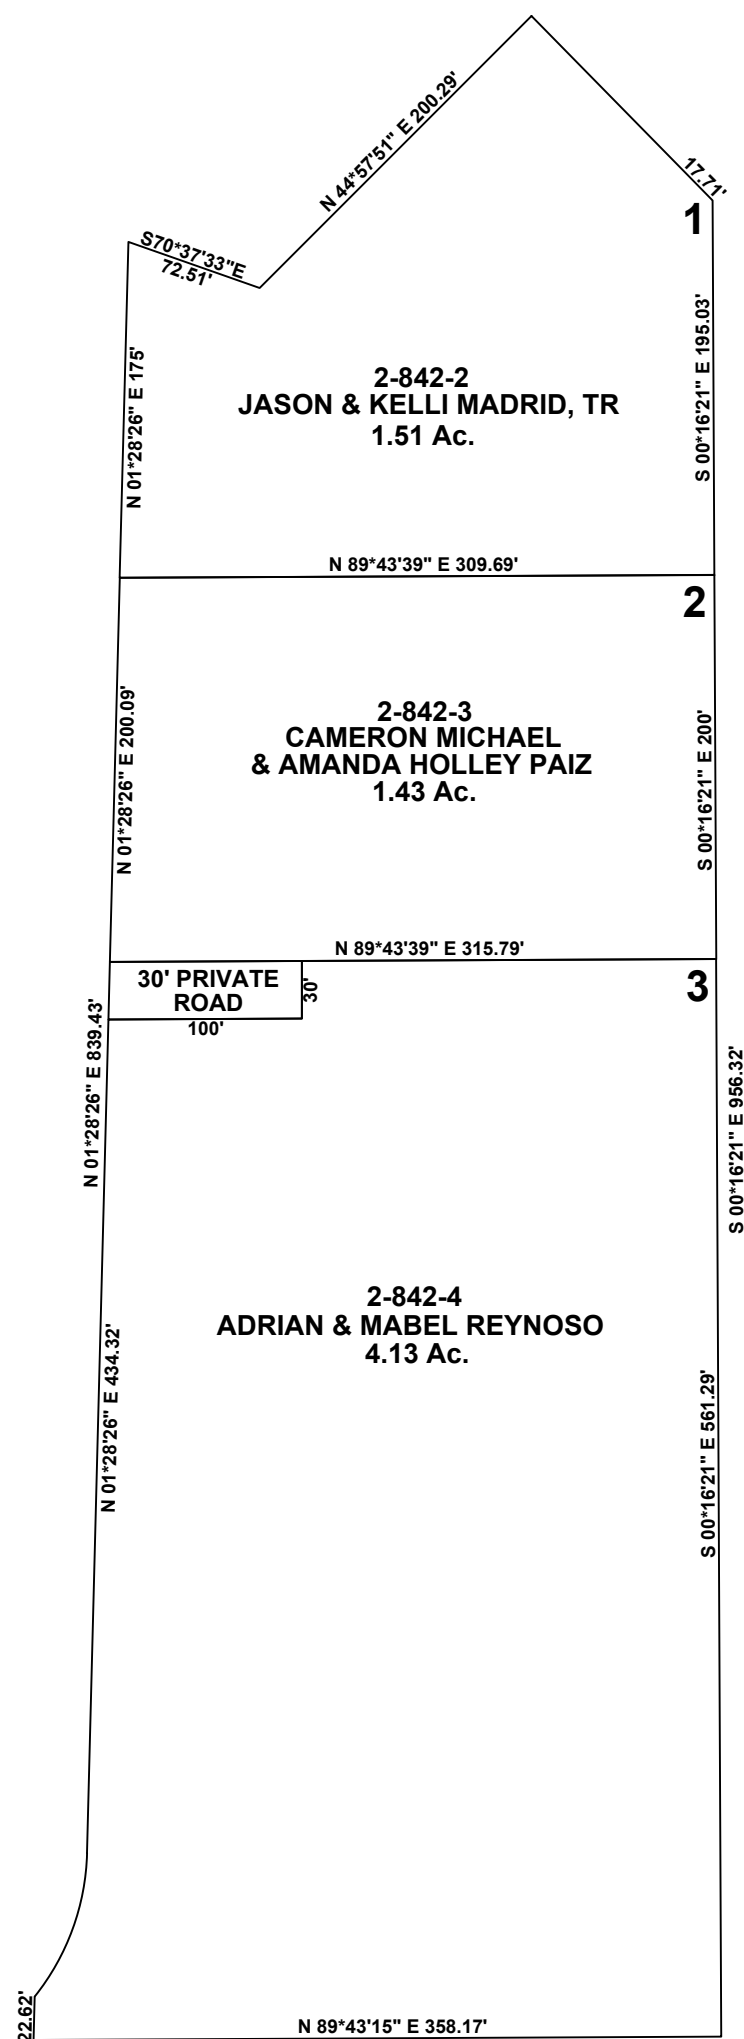 N 44*57'51" E 200.29'
17.71'
1
S70*37'33"E
72.51'
N 01*28'26" E 175'
S 00*16'21" E 195.03'
2-842-2
JASON & KELLI MADRID, TR
1.51 Ac.
N 89*43'39" E 309.69'
2
N 01*28'26" E 200.09'
S 00*16'21" E 200'
2-842-3
CAMERON MICHAEL
& AMANDA HOLLEY PAIZ
1.43 Ac.
N 89*43'39" E 315.79'
30' PRIVATE
ROAD
30'
100'
3
N 01*28'26" E 839.43'
S 00*16'21" E 956.32'
2-842-4
ADRIAN & MABEL REYNOSO
4.13 Ac.
N 01*28'26" E 434.32'
S 00*16'21" E 561.29'
22.62'
N 89*43'15" E 358.17'